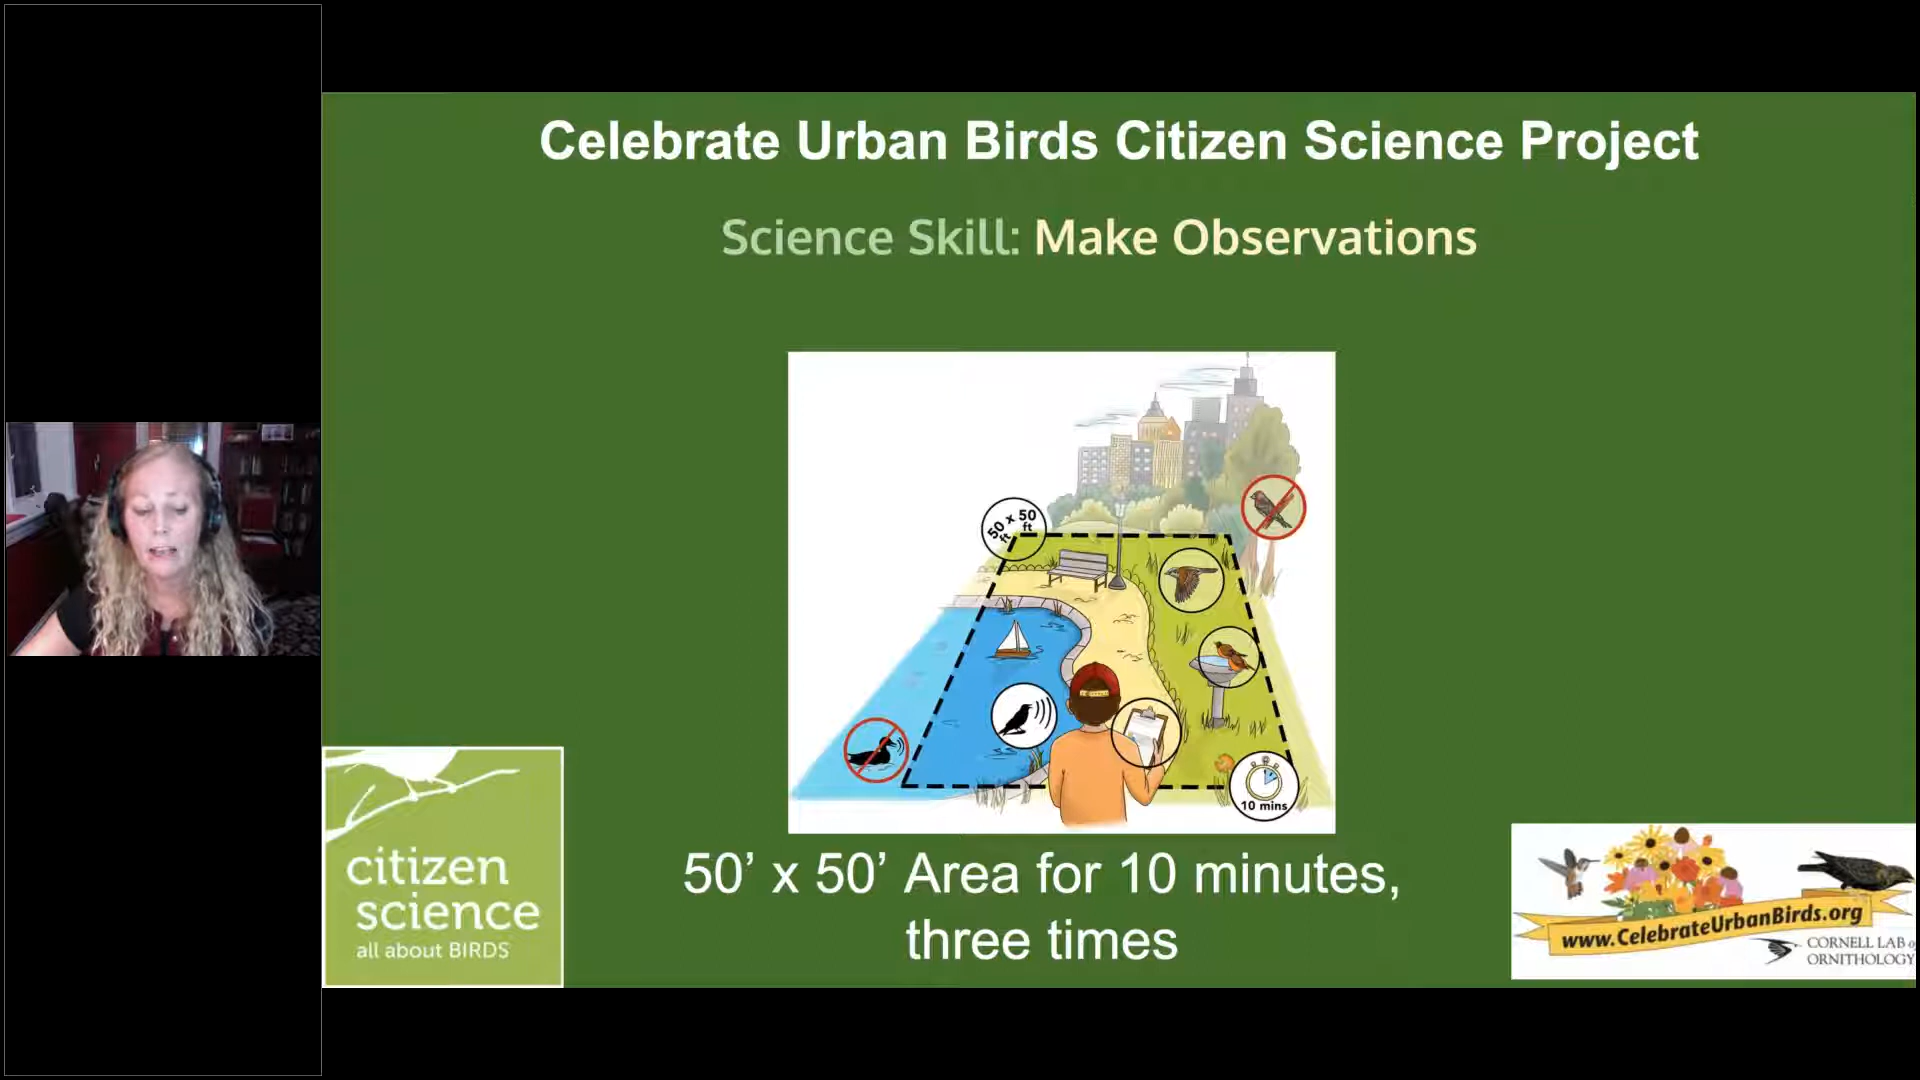 Celebrate Urban Birds Citizen Science Project
Science Skill: Make Observations
50 x 50
ft ft
10 mins
50’ x 50’ Area for 10 minutes,
three times
citizen
science
all about BIRDS
www.CelebrateUrbanBirds.org
CORNELL LAB
ORNITHOLOGY